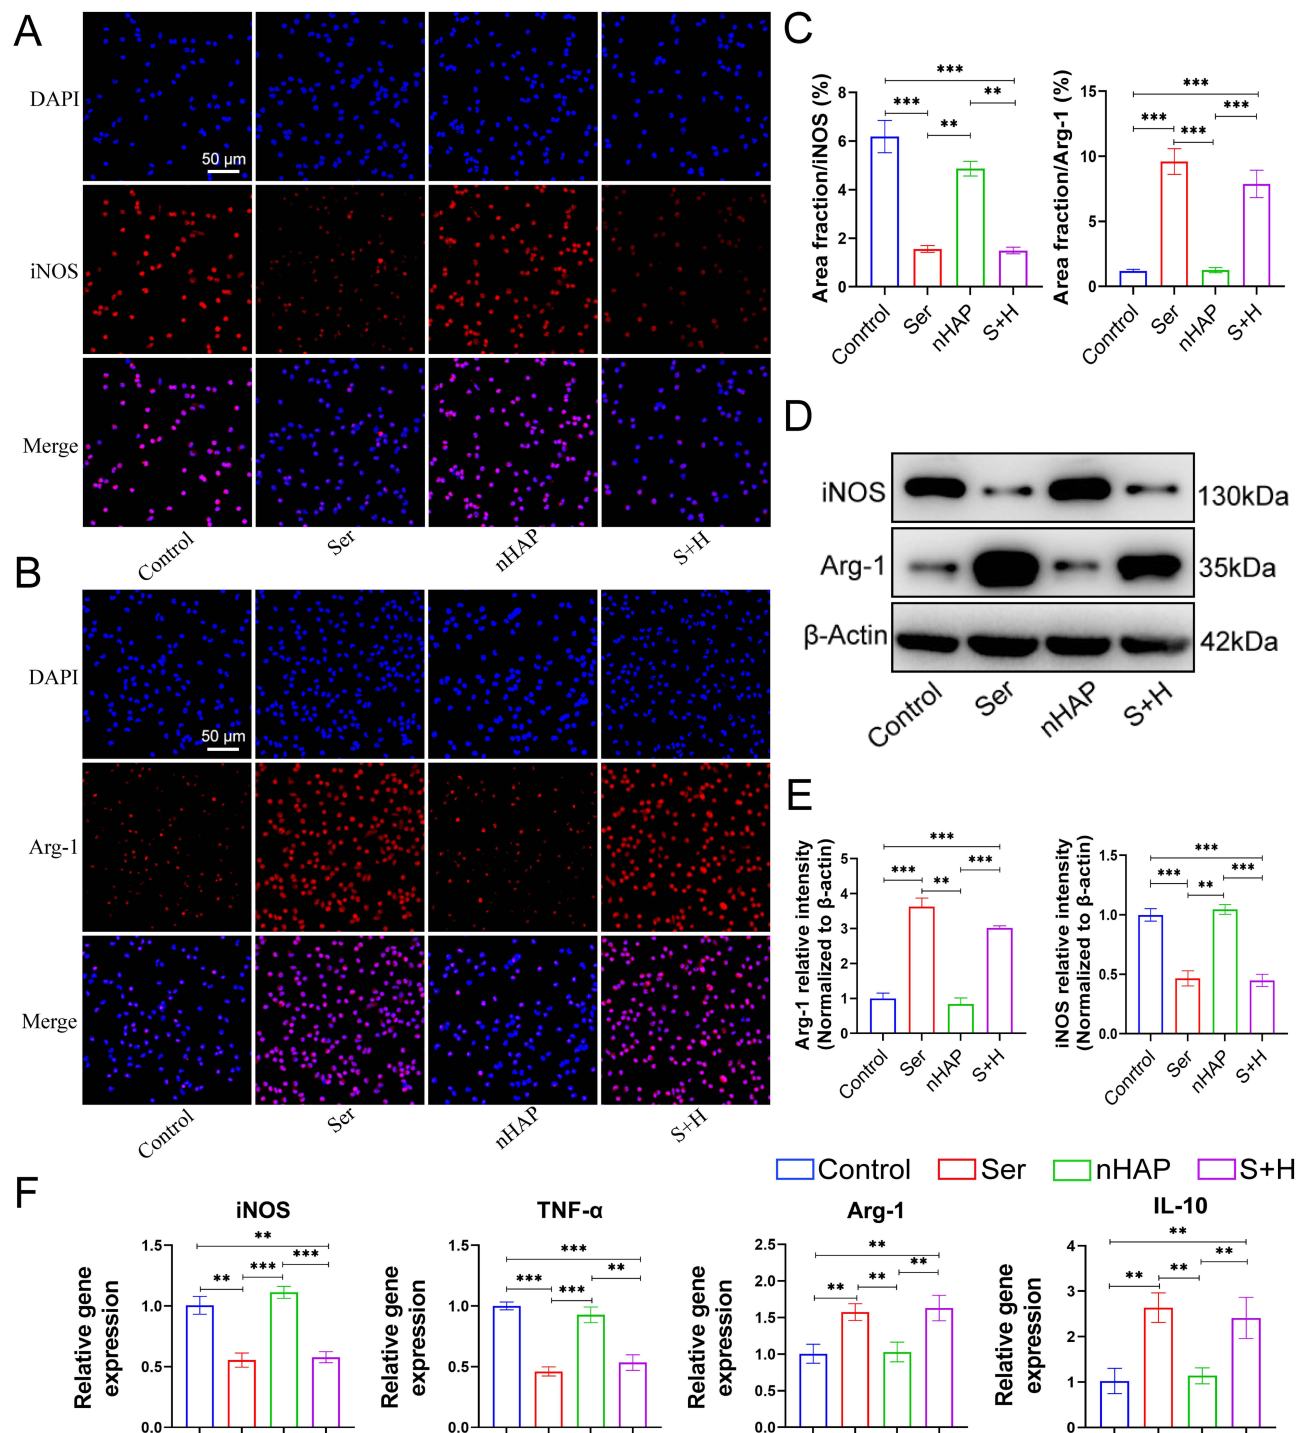 A
DAPI
50 μm
iNOS
Merge
Control
Ser
nHAP
S+H
B
DAPI
50 μm
Arg-1
Merge
Control
Ser
nHAP
S+H
C
Area fraction/iNOS (%)
8
6
4
2
0
***
***
**
**
Conrtrol
Ser
nHAP
S+H
Area fraction/Arg-1 (%)
15
10
5
0
***
***
***
***
Conrtrol
Ser
nHAP
S+H
D
iNOS
130kDa
Arg-1
35kDa
β-Actin
42kDa
Control
Ser
nHAP
S+H
E
Arg-1 relative intensity
(Normalized to β-actin)
5
4
3
2
1
0
***
***
***
**
Control
Ser
nHAP
S+H
iNOS relative intensity
(Normalized to β-actin)
1.5
1.0
0.5
0.0
***
***
***
**
Conrtrol
Ser
nHAP
S+H
Control
Ser
nHAP
S+H
F
iNOS
Relative gene
expression
1.5
1.0
0.5
0.0
**
***
***
**
TNF-α
Relative gene
expression
1.5
1.0
0.5
0.0
***
**
***
***
Arg-1
Relative gene
expression
2.5
2.0
1.5
1.0
0.5
0.0
**
**
**
**
IL-10
Relative gene
expression
4
3
2
1
0
**
**
**
**